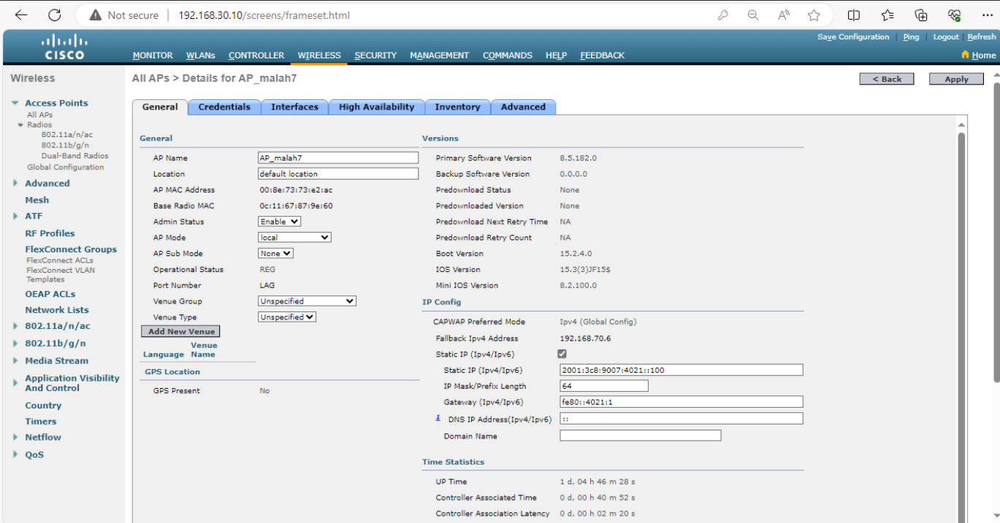 Not secure | 192.168.30.10/screens/frameset.html
Save Configuration | Ping | Logout | Refresh
CISCO
MONITOR WLANs CONTROLLER WIRELESS SECURITY MANAGEMENT COMMANDS HELP FEEDBACK
Home
Wireless
Access Points
All APs
Radios
802.11a/n/ac
802.11b/g/n
Dual-Band Radios
Global Configuration
Advanced
Mesh
ATF
RF Profiles
FlexConnect Groups
FlexConnect ACLs
FlexConnect VLAN
Templates
OEAP ACLs
Network Lists
802.11a/n/ac
802.11b/g/n
Media Stream
Application Visibility
And Control
Country
Timers
Netflow
QoS
All APs > Details for AP_malah7
< Back Apply
General Credentials Interfaces High Availability Inventory Advanced
General
AP Name AP_malah7
Location default location
AP MAC Address 00:8e:73:73:e2:ac
Base Radio MAC 0c:11:67:87:9e:60
Admin Status Enable
AP Mode local
AP Sub Mode None
Operational Status REG
Port Number LAG
Venue Group Unspecified
Venue Type Unspecified
Add New Venue
Venue
Language Name
GPS Location
GPS Present No
Versions
Primary Software Version 8.5.182.0
Backup Software Version 0.0.0.0
Predownload Status None
Predownloaded Version None
Predownload Next Retry Time NA
Predownload Retry Count NA
Boot Version 15.2.4.0
IOS Version 15.3(3)JF15$
Mini IOS Version 8.2.100.0
IP Config
CAPWAP Preferred Mode Ipv4 (Global Config)
Fallback Ipv4 Address 192.168.70.6
Static IP (Ipv4/Ipv6)
Static IP (Ipv4/Ipv6) 2001:3c8:9007:4021::100
IP Mask/Prefix Length 64
Gateway (Ipv4/Ipv6) fe80::4021:1
1 DNS IP Address(Ipv4/Ipv6) ::
Domain Name
Time Statistics
UP Time 1 d, 04 h 46 m 28 s
Controller Associated Time 0 d, 00 h 40 m 52 s
Controller Association Latency 0 d, 00 h 02 m 20 s